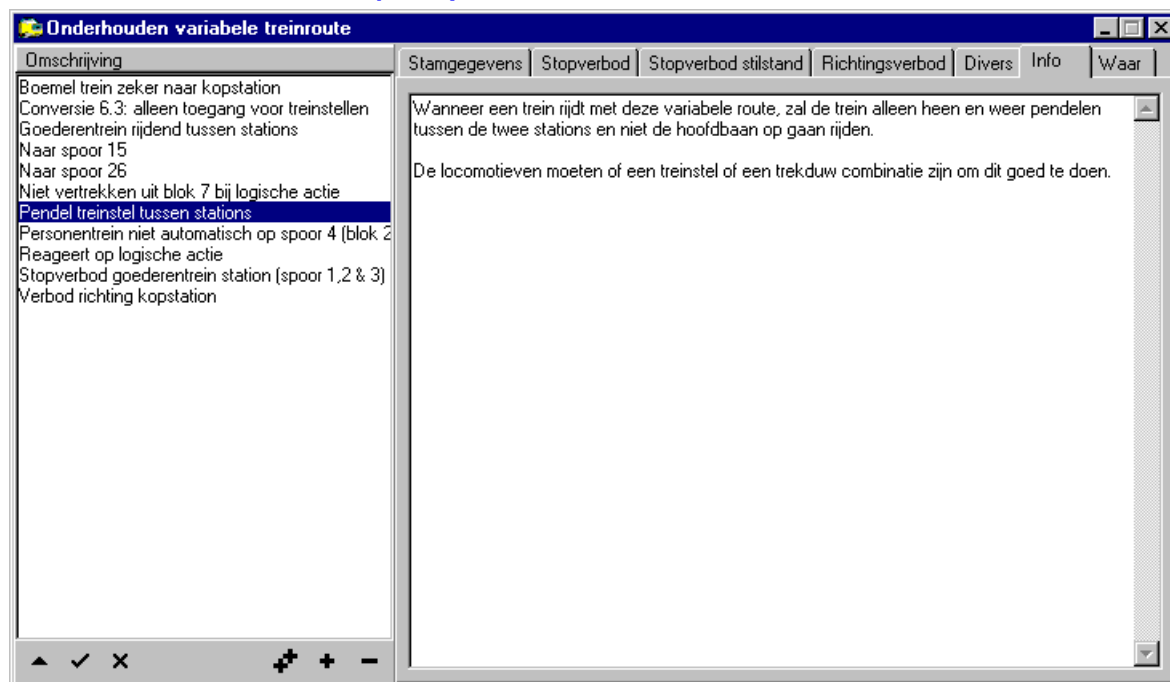 Onderhouden variabele treinroute
Omschrijving
Boemel trein zeker naar kopstation
Conversie 6.3: alleen toegang voor treinstellen
Goederentrein rijdend tussen stations
Naar spoor 15
Naar spoor 26
Niet vertrekken uit blok 7 bij logische actie
Pendel treinstel tussen stations
Personentrein niet automatisch op spoor 4 (blok 2
Reageert op logische actie
Stopverbod goederentrein station (spoor 1,2 & 3)
Verbod richting kopstation
Stamgegevens Stopverbod Stopverbod stilstand Richtingsverbod Divers Info Waar
Wanneer een trein rijdt met deze variabele route, zal de trein alleen heen en weer pendelen
tussen de twee stations en niet de hoofdbaan op gaan rijden.
De locomotieven moeten of een treinstel of een trekduw combinatie zijn om dit goed te doen.